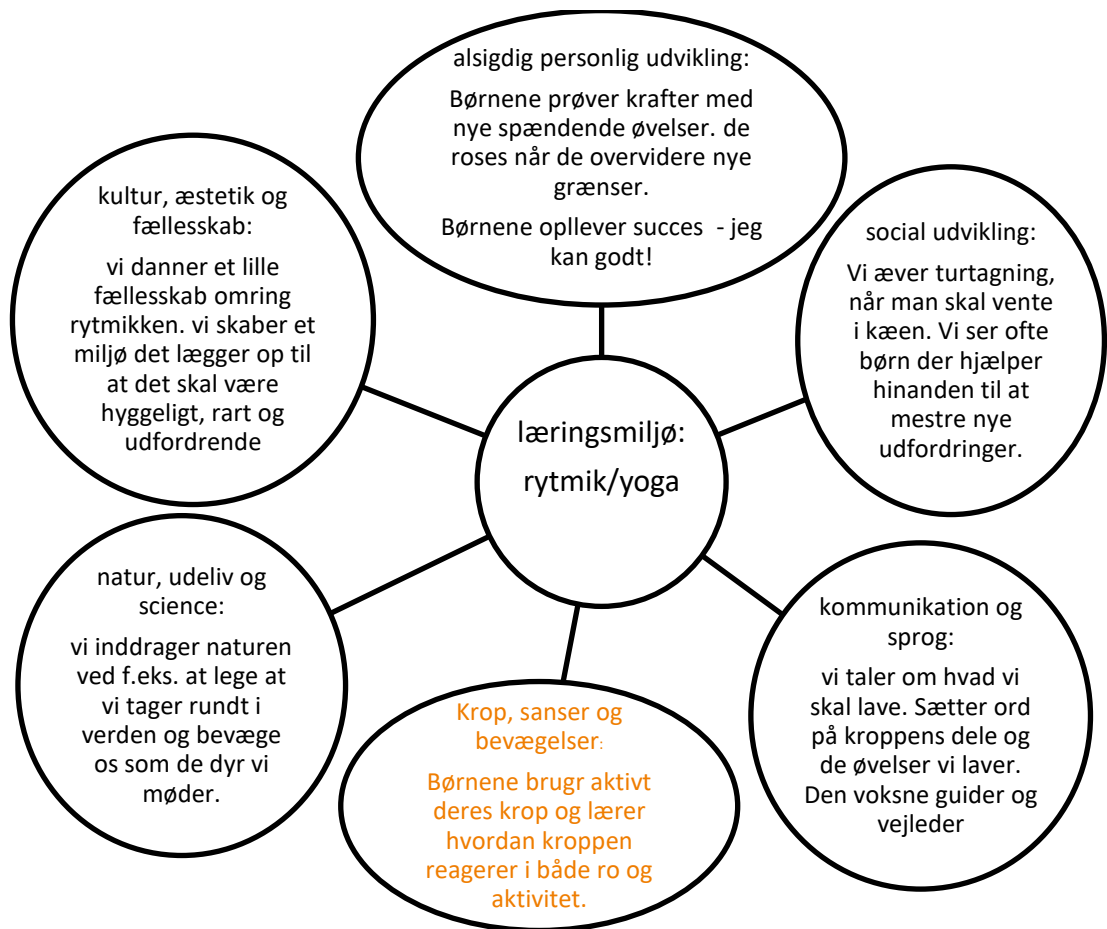 alsigdig personlig udvikling:
Børnene prøver krafter med
nye spændende øvelser. de
roses når de overvidere nye
grænser.
Børnene opllever succes - jeg
kan godt!
social udvikling:
Vi æver turtagning,
når man skal vente
i kæen. Vi ser ofte
børn der hjælper
hinanden til at
mestre nye
udfordringer.
kommunikation og
sprog:
vi taler om hvad vi
skal lave. Sætter ord
på kroppens dele og
de øvelser vi laver.
Den voksne guider og
vejleder
Krop, sanser og
bevægelser:
Børnene brugr aktivt
deres krop og lærer
hvordan kroppen
reagerer i både ro og
aktivitet.
natur, udeliv og
science:
vi inddrager naturen
ved f.eks. at lege at
vi tager rundt i
verden og bevæge
os som de dyr vi
møder.
kultur, æstetik og
fællesskab:
vi danner et lille
fællesskab omring
rytmikken. vi skaber et
miljø det lægger op til
at det skal være
hyggeligt, rart og
udfordrende
læringsmiljø:
rytmik/yoga